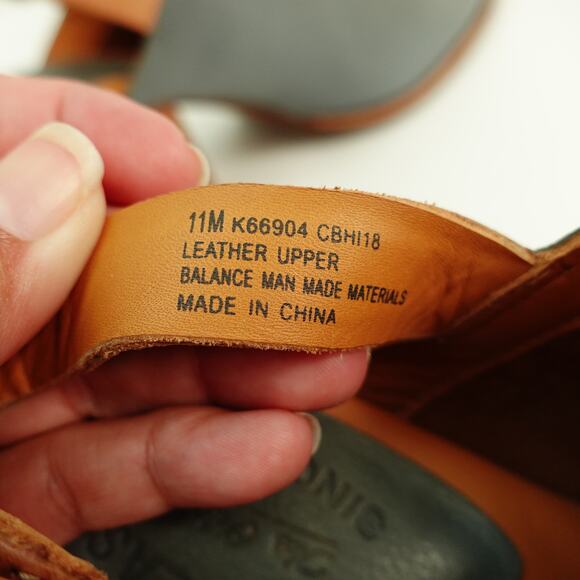 11M K66904 CBHI18
LEATHER UPPER
BALANCE MAN MADE MATERIALS
MADE IN CHINA